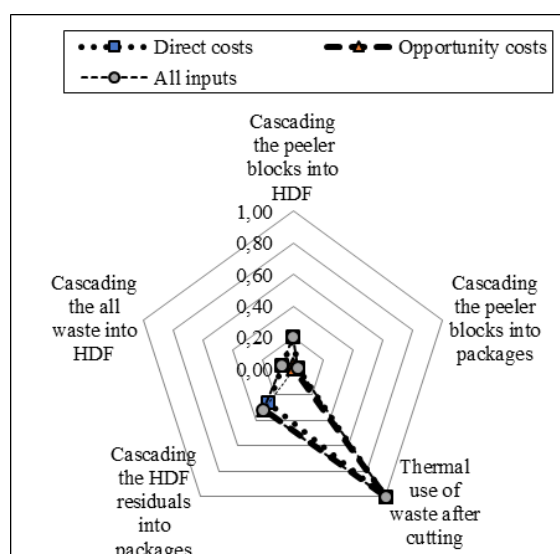 Direct costs
Opportunity costs
All inputs
Cascading
the peeler
blocks into
HDF
1,00
0,80
0,60
0,40
0,20
0,00
Cascading
the peeler
blocks into
packages
Thermal
use of
waste after
cutting
Cascading
the HDF
residuals
into
packages
Cascading
the all
waste into
HDF